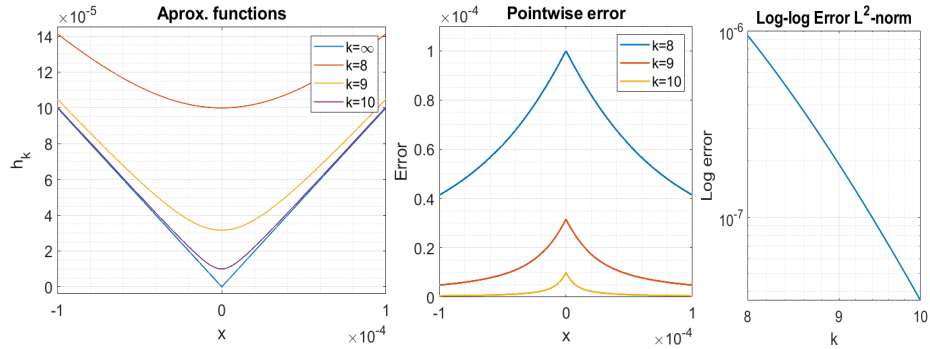 Aprox. functions
×10^-5
h_k
14
12
10
8
6
4
2
0
k=∞
k=8
k=9
k=10
-1
0
1
x
×10^-4
Pointwise error
×10^-4
Error
1
0.8
0.6
0.4
0.2
0
k=8
k=9
k=10
-1
0
1
x
×10^-4
Log-log Error L^2-norm
Log error
10^-6
10^-7
8
9
10
k